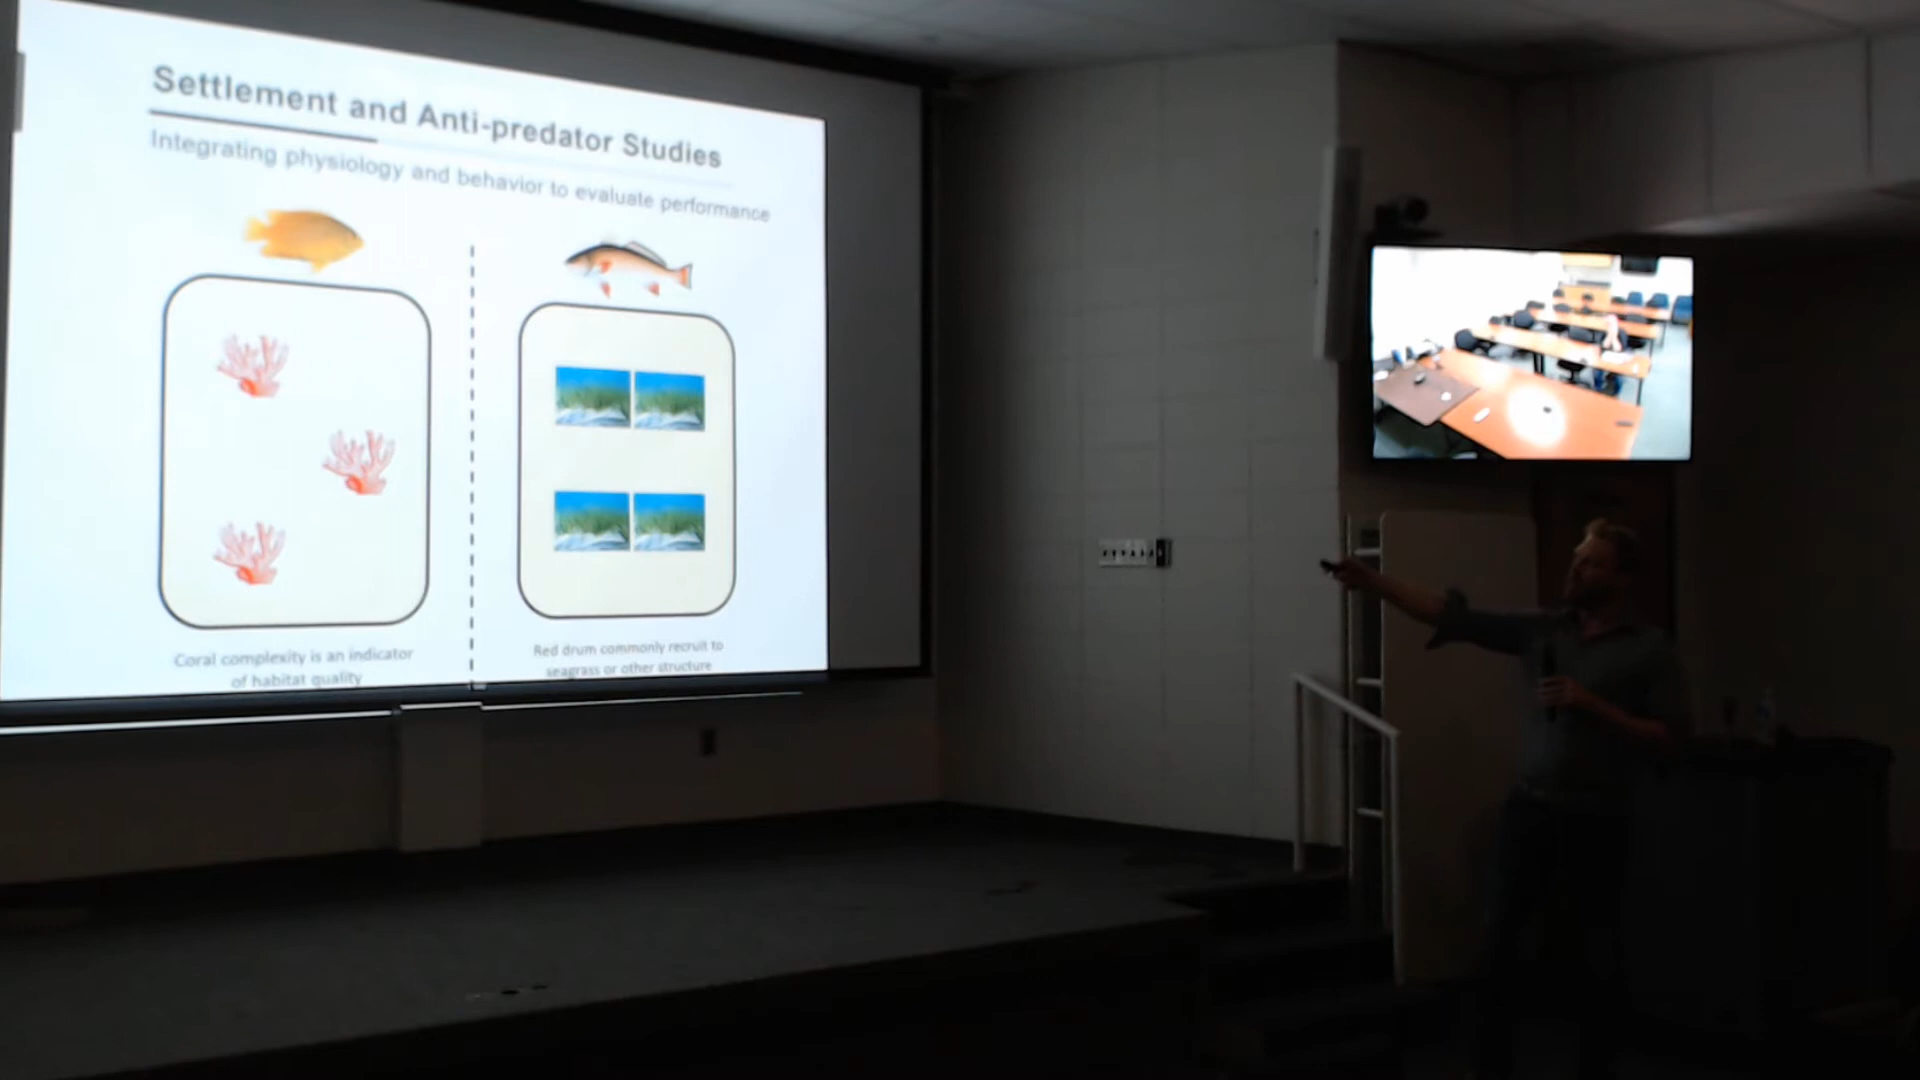 Settlement and Anti-predator Studies
Integrating physiology and behavior to evaluate performance
Coral complexity is an indicator
of habitat quality
Red drum commonly recruit to
seagrass or other structure